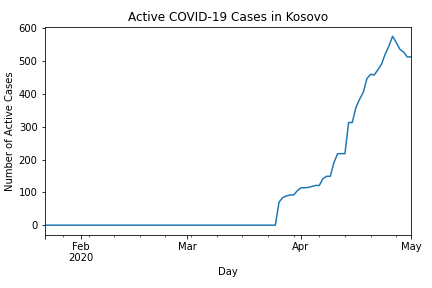 Active COVID-19 Cases in Kosovo
Number of Active Cases
600
500
400
300
200
100
0
Feb
2020
Mar
Apr
May
Day